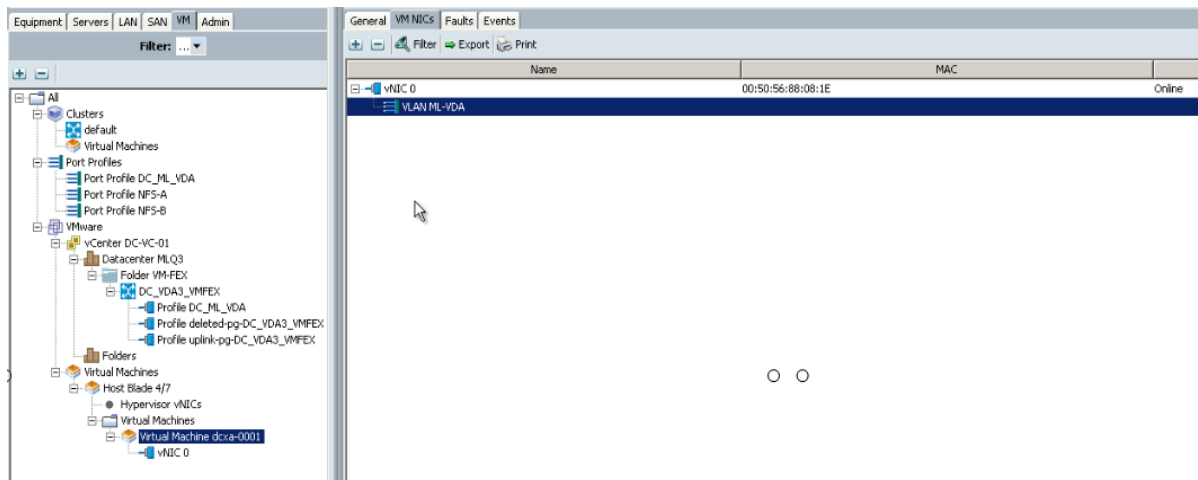 Equipment Servers LAN SAN VM Admin
Filter: ...
All
Clusters
default
Virtual Machines
Port Profiles
Port Profile DC_ML_VDA
Port Profile NFS-A
Port Profile NFS-B
VMware
vCenter DC-VC-01
Datacenter MLQ3
Folder VM-FEX
DC_VDA3_VMFEX
Profile DC_ML_VDA
Profile deleted-pg-DC_VDA3_VMFEX
Profile uplink-pg-DC_VDA3_VMFEX
Folders
Virtual Machines
Host Blade 4/7
Hypervisor vNICs
Virtual Machines
Virtual Machine dcxa-0001
vNIC 0
General VM NICs Faults Events
Filter Export Print
Name MAC
vNIC 0 00:50:56:88:08:1E Online
VLAN ML-VDA